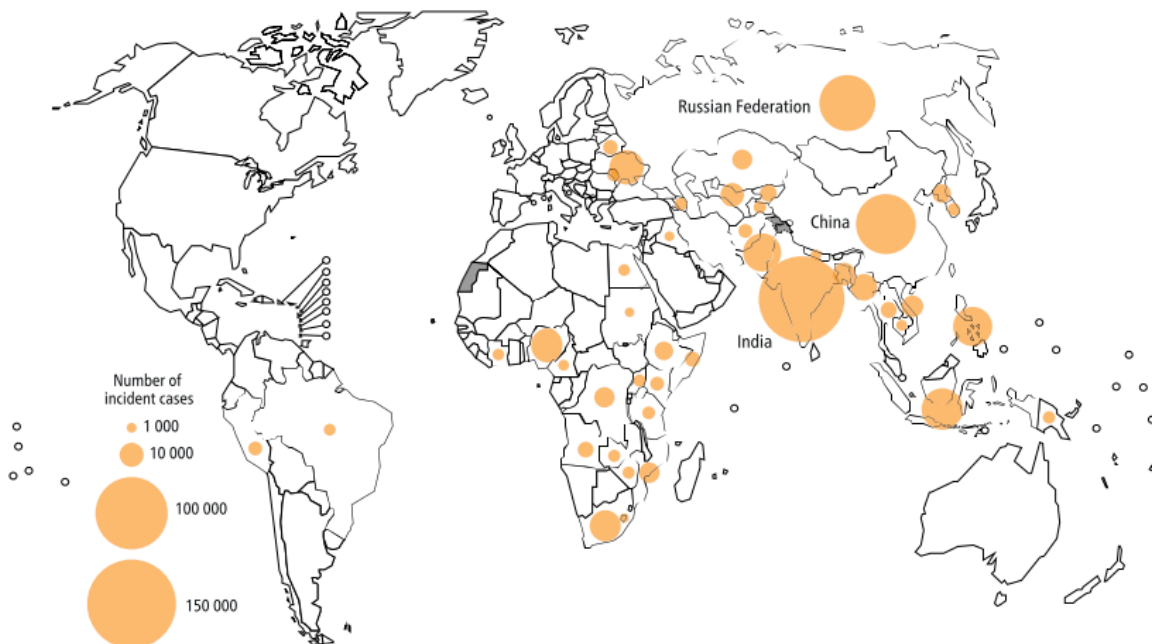 Russian Federation
China
India
Number of
incident cases
1 000
10 000
100 000
150 000